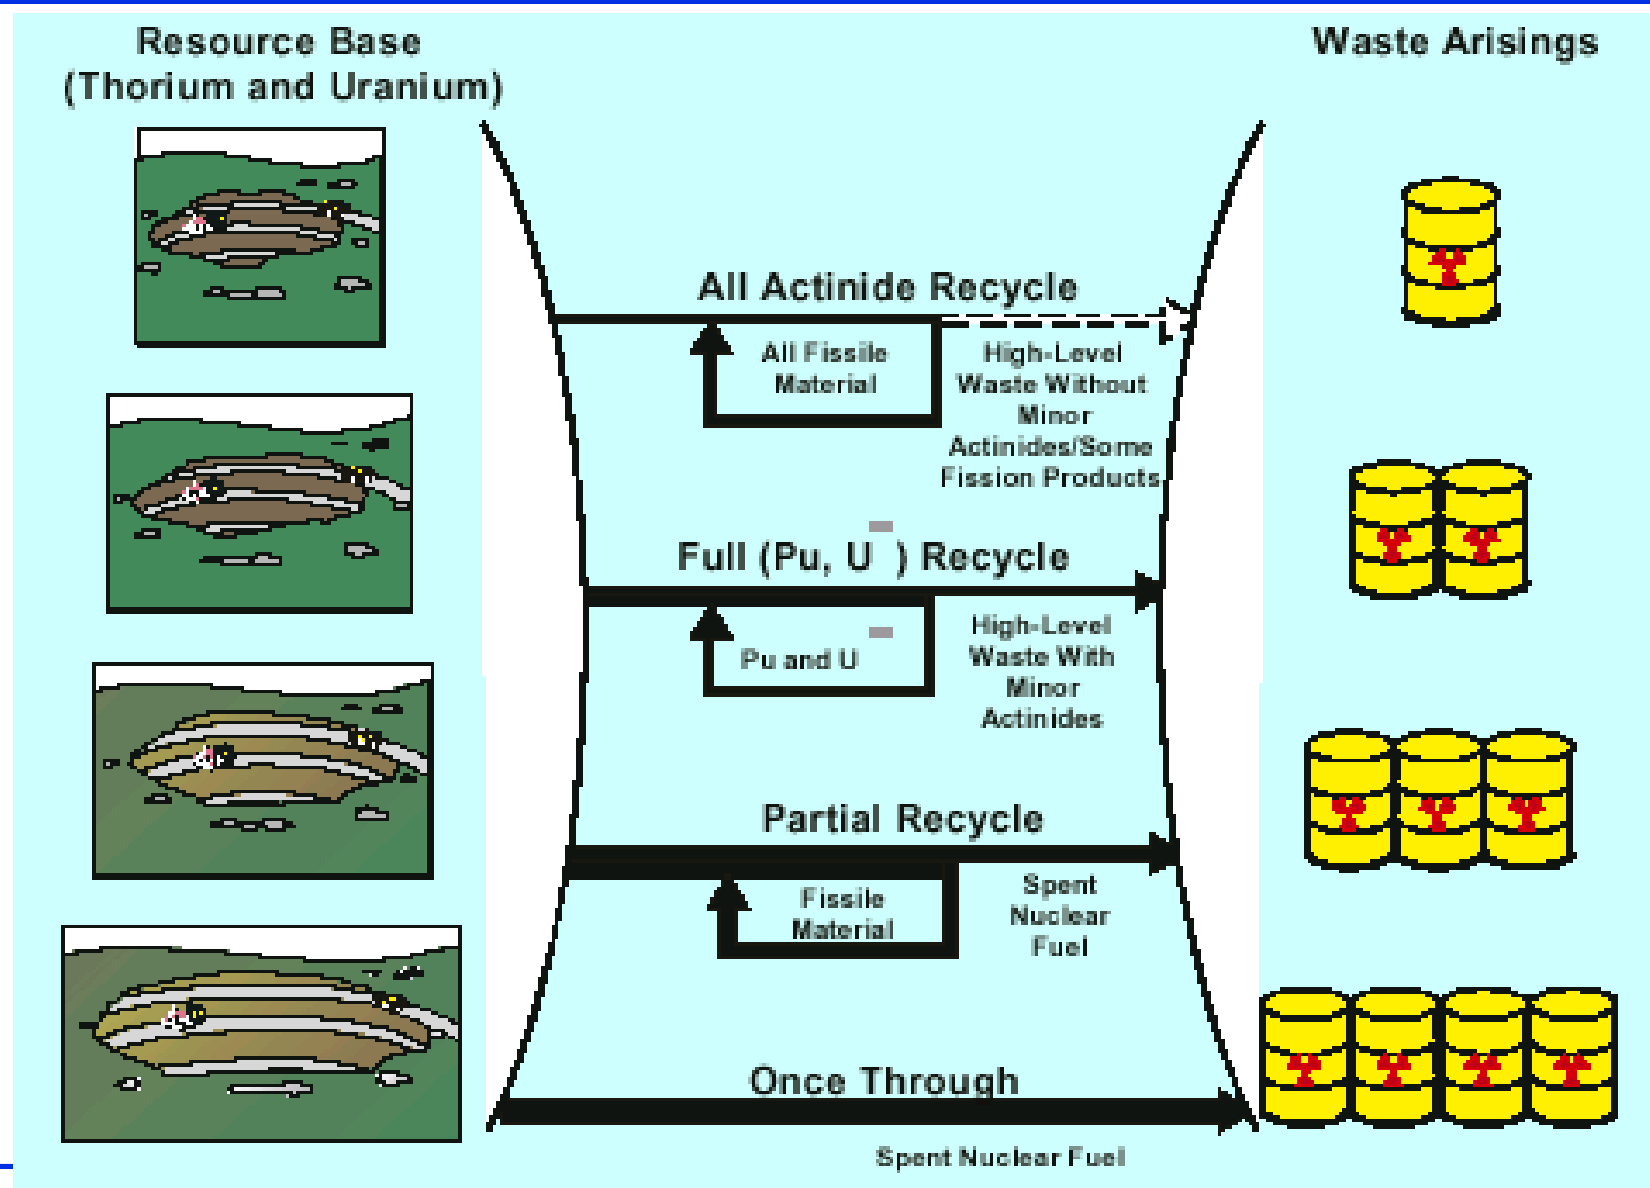 Resource Base
(Thorium and Uranium)
Waste Arisings
All Actinide Recycle
All Fissile
Material
High-Level
Waste Without
Minor
Actinides/Some
Fission Products
Full (Pu, U ) Recycle
Pu and U
High-Level
Waste With
Minor
Actinides
Partial Recycle
Fissile
Material
Spent
Nuclear
Fuel
Once Through
Spent Nuclear Fuel